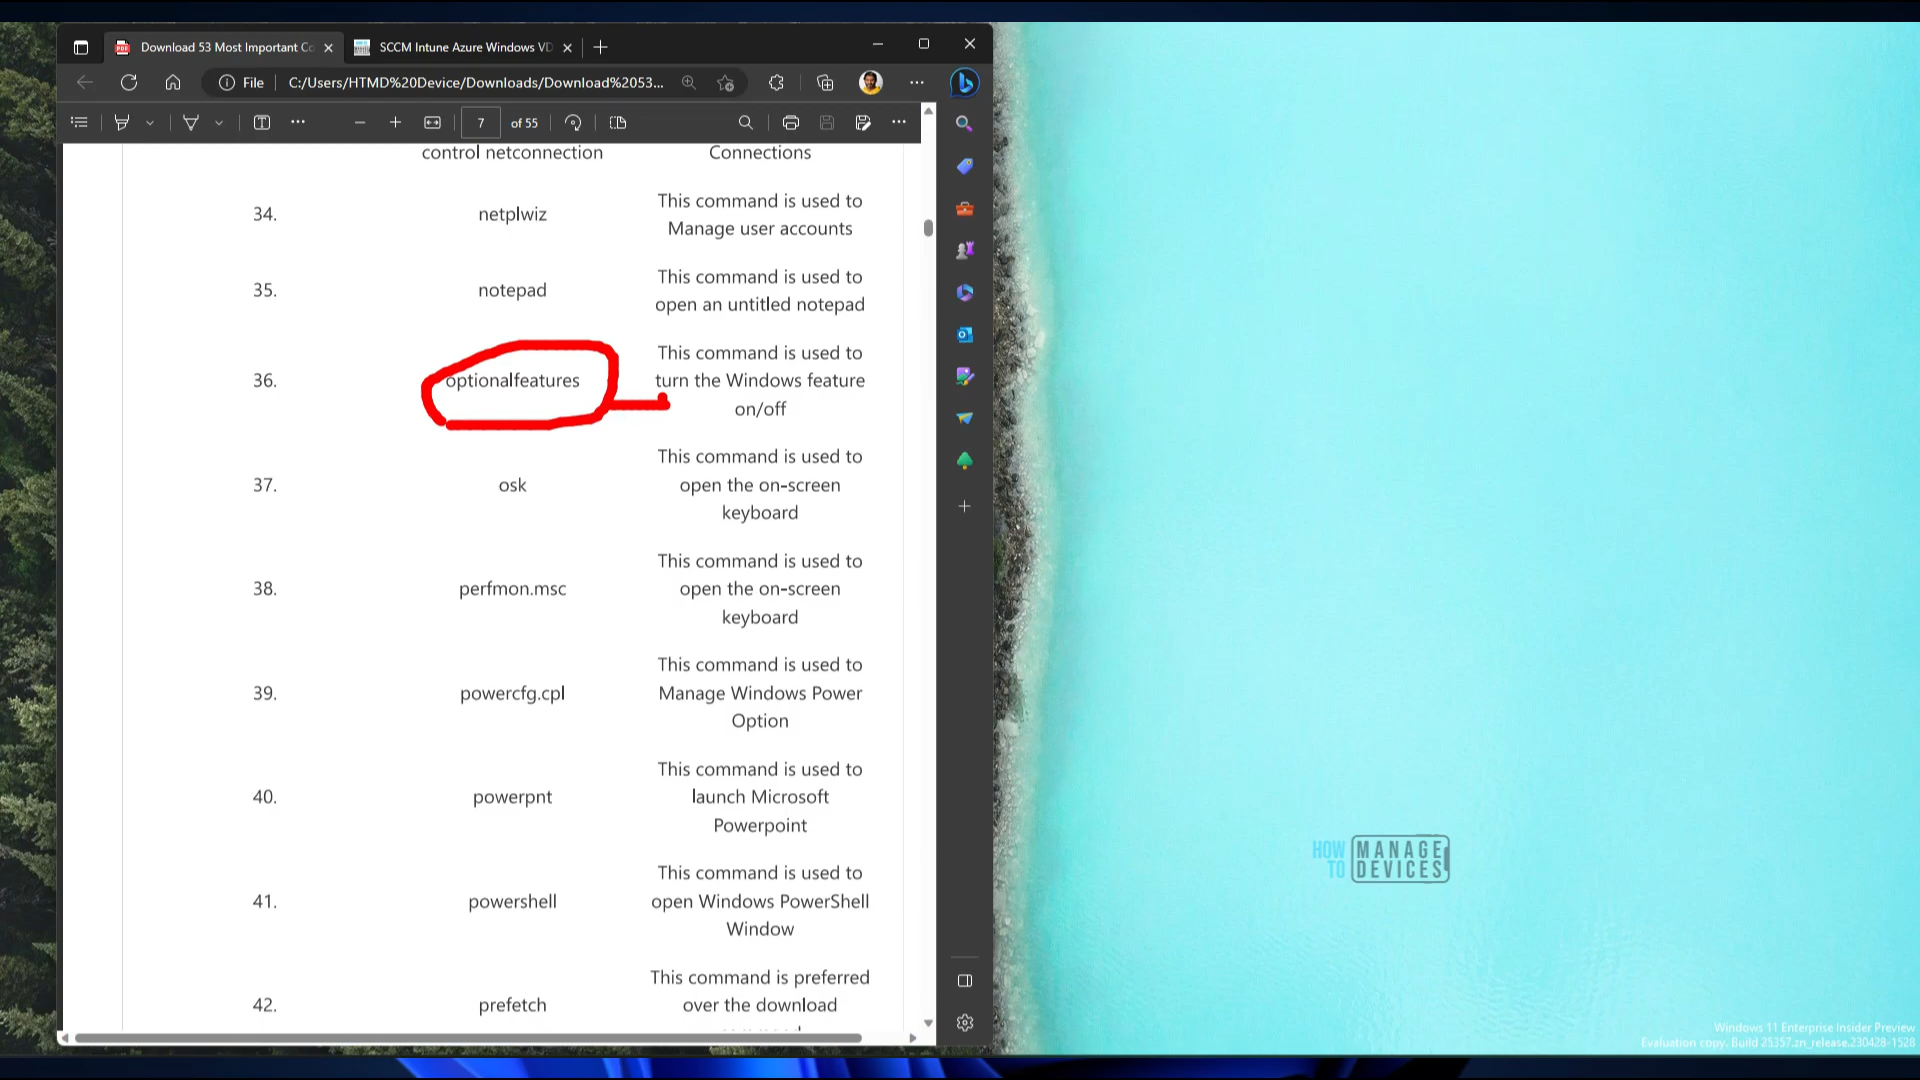 Download 53 Most Important Co
SCCM Intune Azure Windows VD
File
C:/Users/HTMD%20Device/Downloads/Download%2053...
7
of 55
control netconnection
Connections
34.
netplwiz
This command is used to
Manage user accounts
35.
notepad
This command is used to
open an untitled notepad
36.
optionalfeatures
This command is used to
turn the Windows feature
on/off
37.
osk
This command is used to
open the on-screen
keyboard
38.
perfmon.msc
This command is used to
open the on-screen
keyboard
39.
powercfg.cpl
This command is used to
Manage Windows Power
Option
40.
powerpnt
This command is used to
launch Microsoft
Powerpoint
41.
powershell
This command is used to
open Windows PowerShell
Window
42.
prefetch
This command is preferred
over the download
HOW TO
MANAGE
DEVICES
Windows 11 Enterprise Insider Preview
Evaluation copy. Build 25357.zn_release.230428-1528